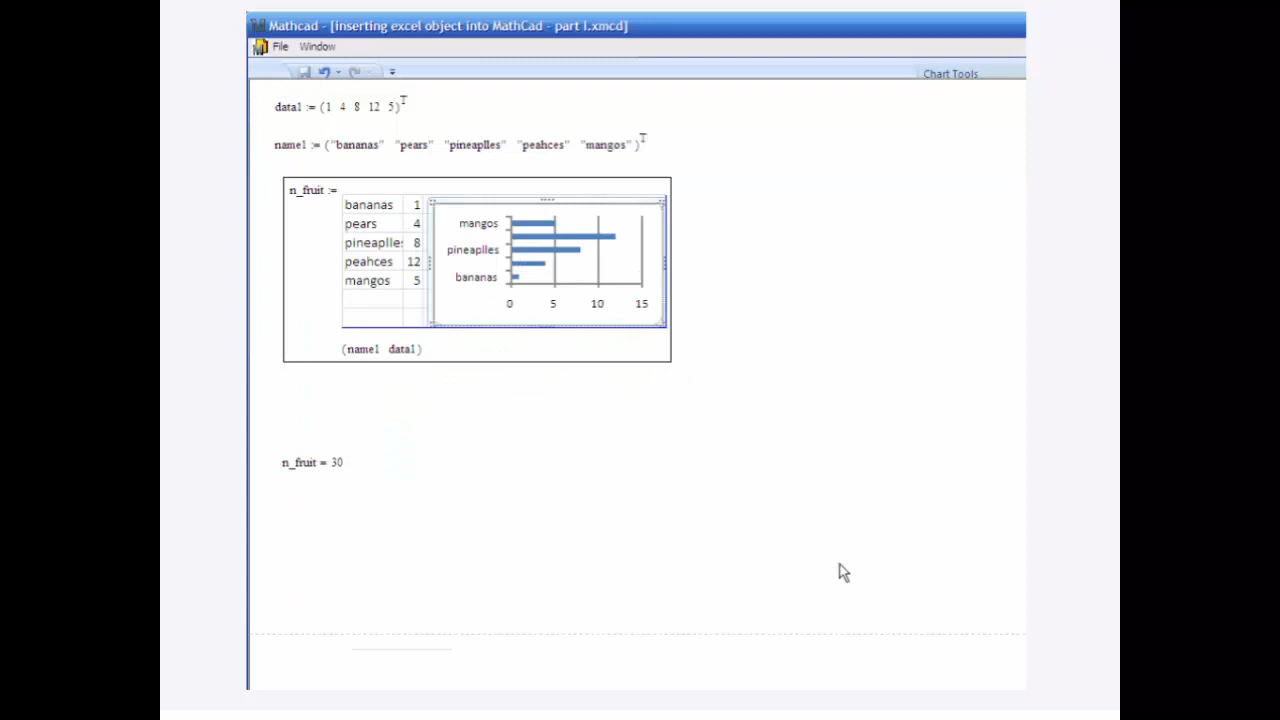 Mathcad - [inserting excel object into MathCad - part I.xmcd]
File Window
Chart Tools
data1 := (1 4 8 12 5)ᵀ
name1 := ("bananas" "pears" "pineaplles" "peahces" "mangos" )ᵀ
n_fruit :=
bananas 1
pears 4
pineaplles 8
peahces 12
mangos 5
mangos
pineaplles
bananas
0 5 10 15
(name1 data1)
n_fruit = 30